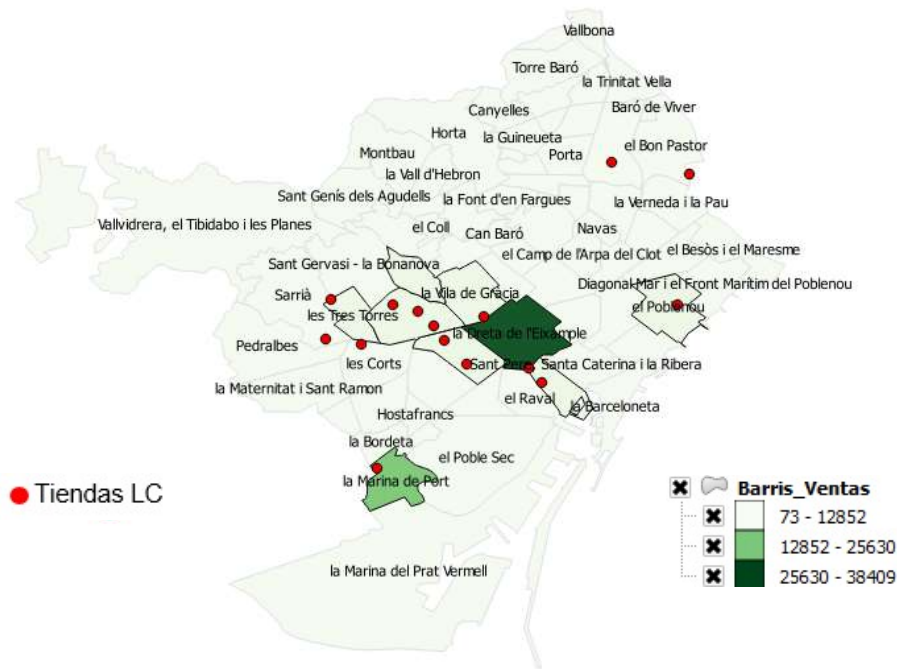 Vallbona
Torre Baró
la Trinitat Vella
Baró de Viver
Canyelles
la Guineueta
Horta
el Bon Pastor
Porta
Montbau
la Vall d'Hebron
Sant Genís dels Agudells
la Font d'en Fargues
la Verneda i la Pau
Vallvidrera, el Tibidabo i les Planes
el Coll
Can Baró
Navas
el Camp de l'Arpa del Clot
el Besòs i el Maresme
Sant Gervasi - la Bonanova
Diagonal Mar i el Front Marítim del Poblenou
Sarrià
la Vila de Gràcia
el Poblenou
les Tres Torres
la Dreta de l'Eixample
Pedralbes
les Corts
Sant Pere, Santa Caterina i la Ribera
la Maternitat i Sant Ramon
el Raval
la Barceloneta
Hostafrancs
la Bordeta
el Poble Sec
la Marina de Port
Tiendas LC
Barris_Ventas
73 - 12852
12852 - 25630
25630 - 38409
la Marina del Prat Vermell